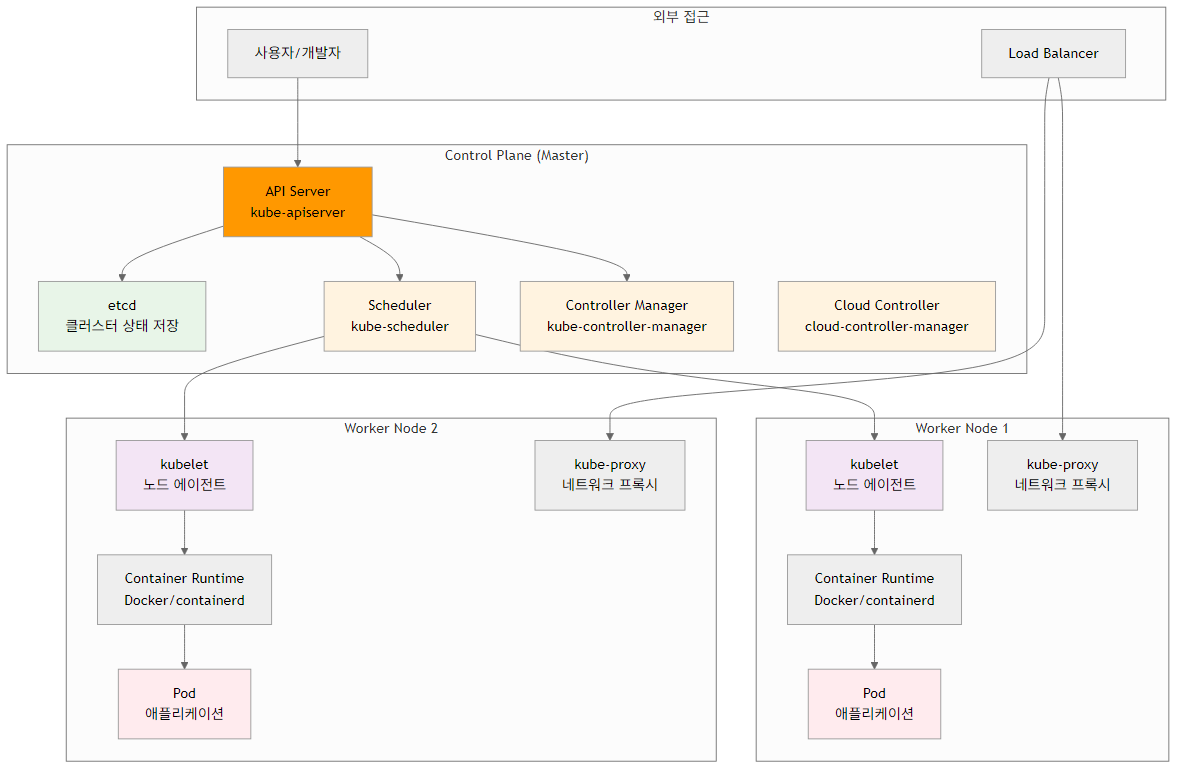 외부 접근
사용자/개발자
Load Balancer
Control Plane (Master)
API Server
kube-apiserver
etcd
클러스터 상태 저장
Scheduler
kube-scheduler
Controller Manager
kube-controller-manager
Cloud Controller
cloud-controller-manager
Worker Node 2
kubelet
노드 에이전트
kube-proxy
네트워크 프록시
Container Runtime
Docker/containerd
Pod
애플리케이션
Worker Node 1
kubelet
노드 에이전트
kube-proxy
네트워크 프록시
Container Runtime
Docker/containerd
Pod
애플리케이션